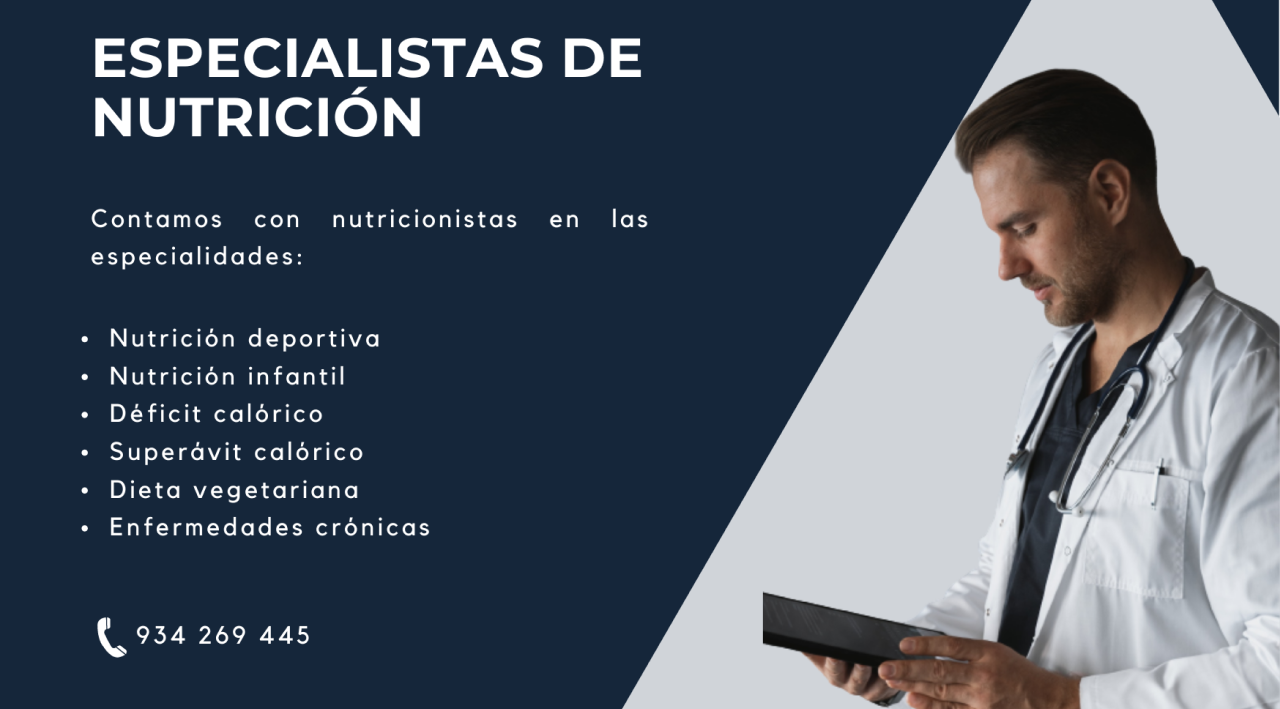 ESPECIALISTAS DE
NUTRICIÓN
Contamos con nutricionistas en las
especialidades:
• Nutrición deportiva
• Nutrición infantil
• Déficit calórico
• Superávit calórico
• Dieta vegetariana
• Enfermedades crónicas
934 269 445